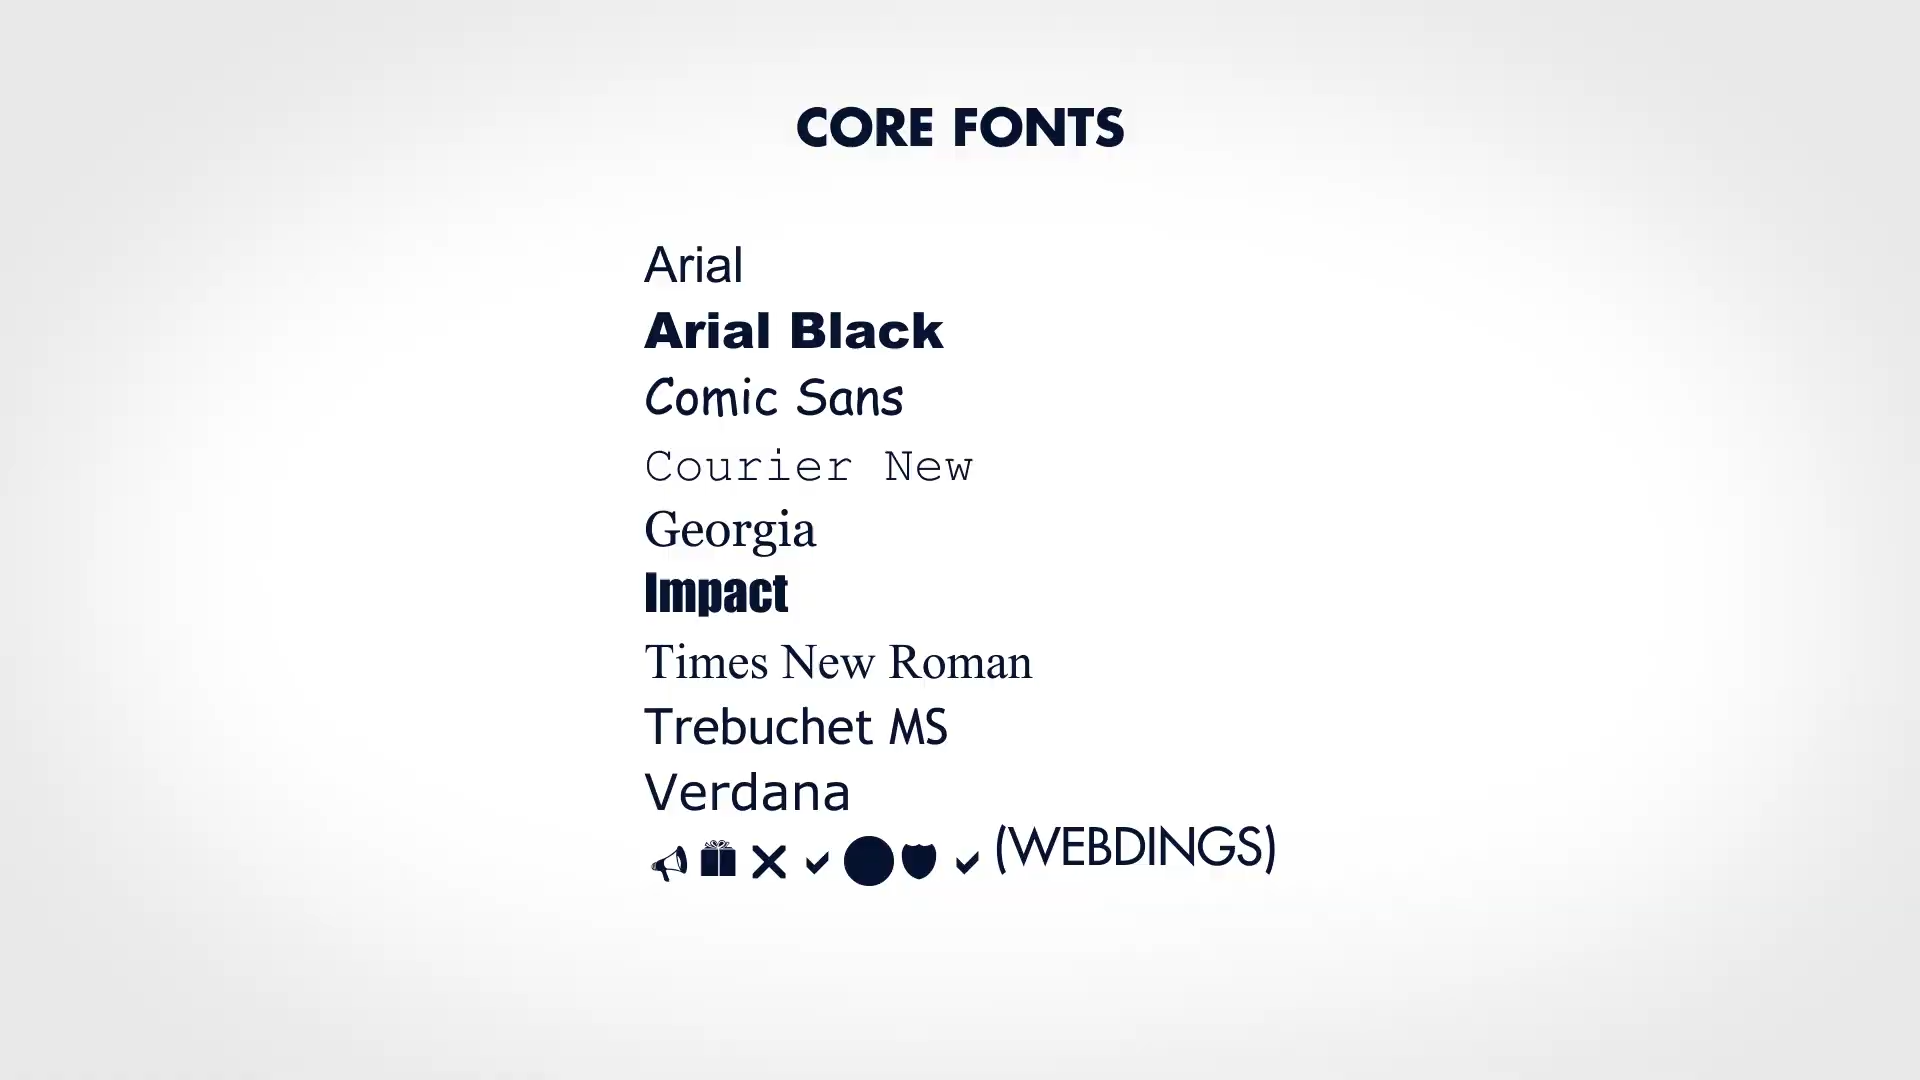 CORE FONTS
Arial
Arial Black
Comic Sans
Courier New
Georgia
Impact
Times New Roman
Trebuchet MS
Verdana
(WEBDINGS)